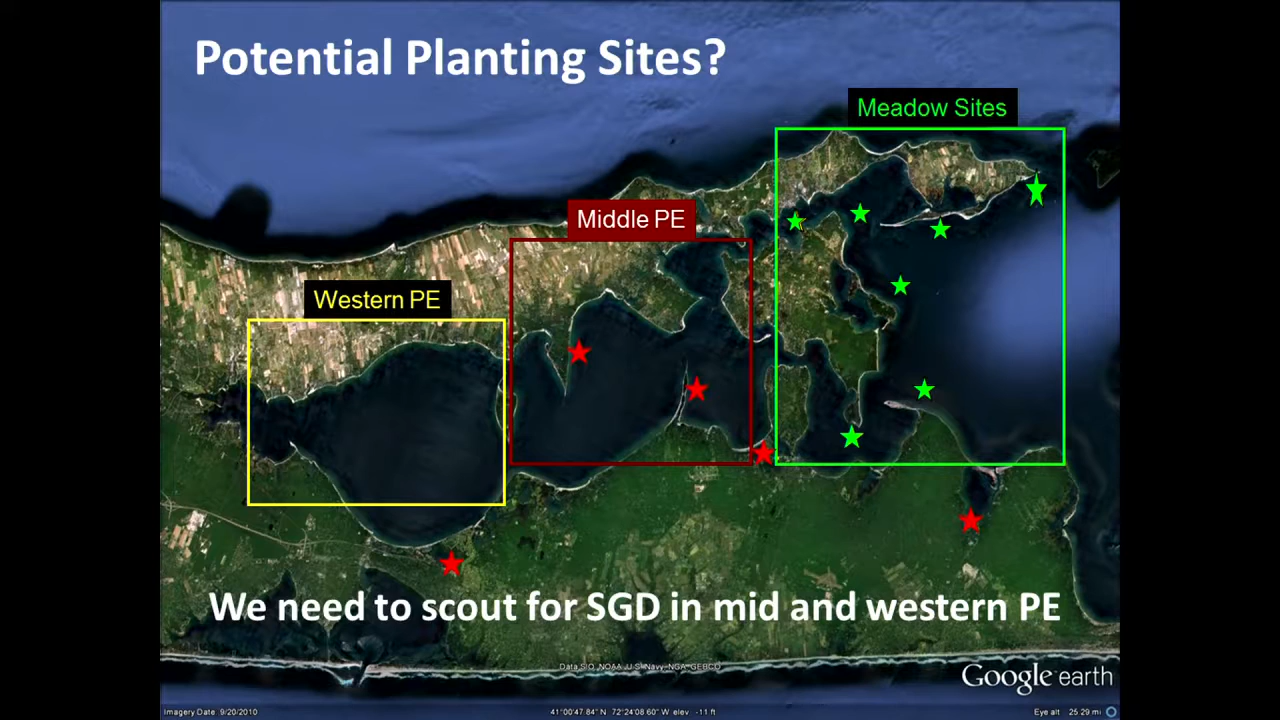 Potential Planting Sites?
Meadow Sites
Middle PE
Western PE
We need to scout for SGD in mid and western PE
Data SIO, NOAA, U.S. Navy, NGA, GEBCO
Google earth
Imagery Date: 9/20/2010
41°00'47.84" N 72°24'08.60" W elev -11 ft
Eye alt 25.29 mi